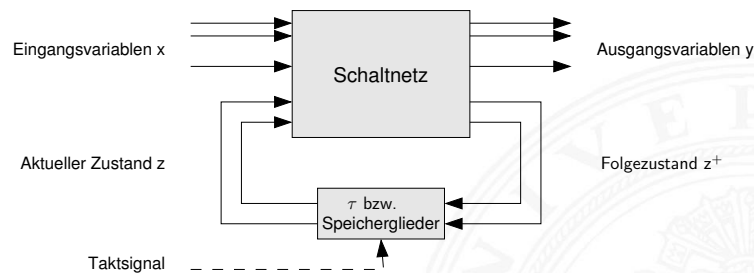 Eingangsvariablen x
Ausgangsvariablen y
Schaltnetz
Aktueller Zustand z
Folgezustand z⁺
τ bzw.
Speicherglieder
Taktsignal